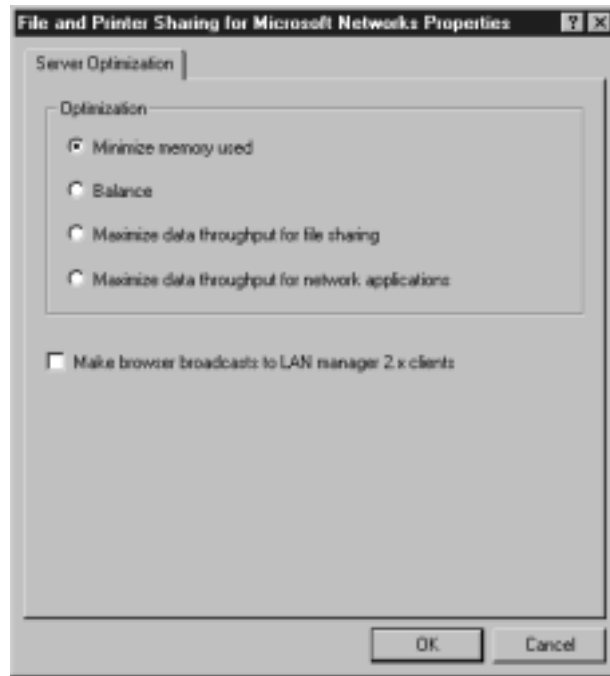 File and Printer Sharing for Microsoft Networks Properties
Server Optimization
Optimization
Minimize memory used
Balance
Maximize data throughput for file sharing
Maximize data throughput for network applications
Make browser broadcasts to LAN manager 2.x clients
OK
Cancel